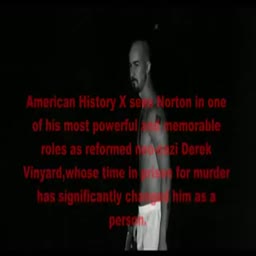 American History X sees Norton in one
of his most powerful and memorable
roles as reformed neo nazi Derek
Vinyard,whose time in prison for murder
has significantly changed him as a
person.